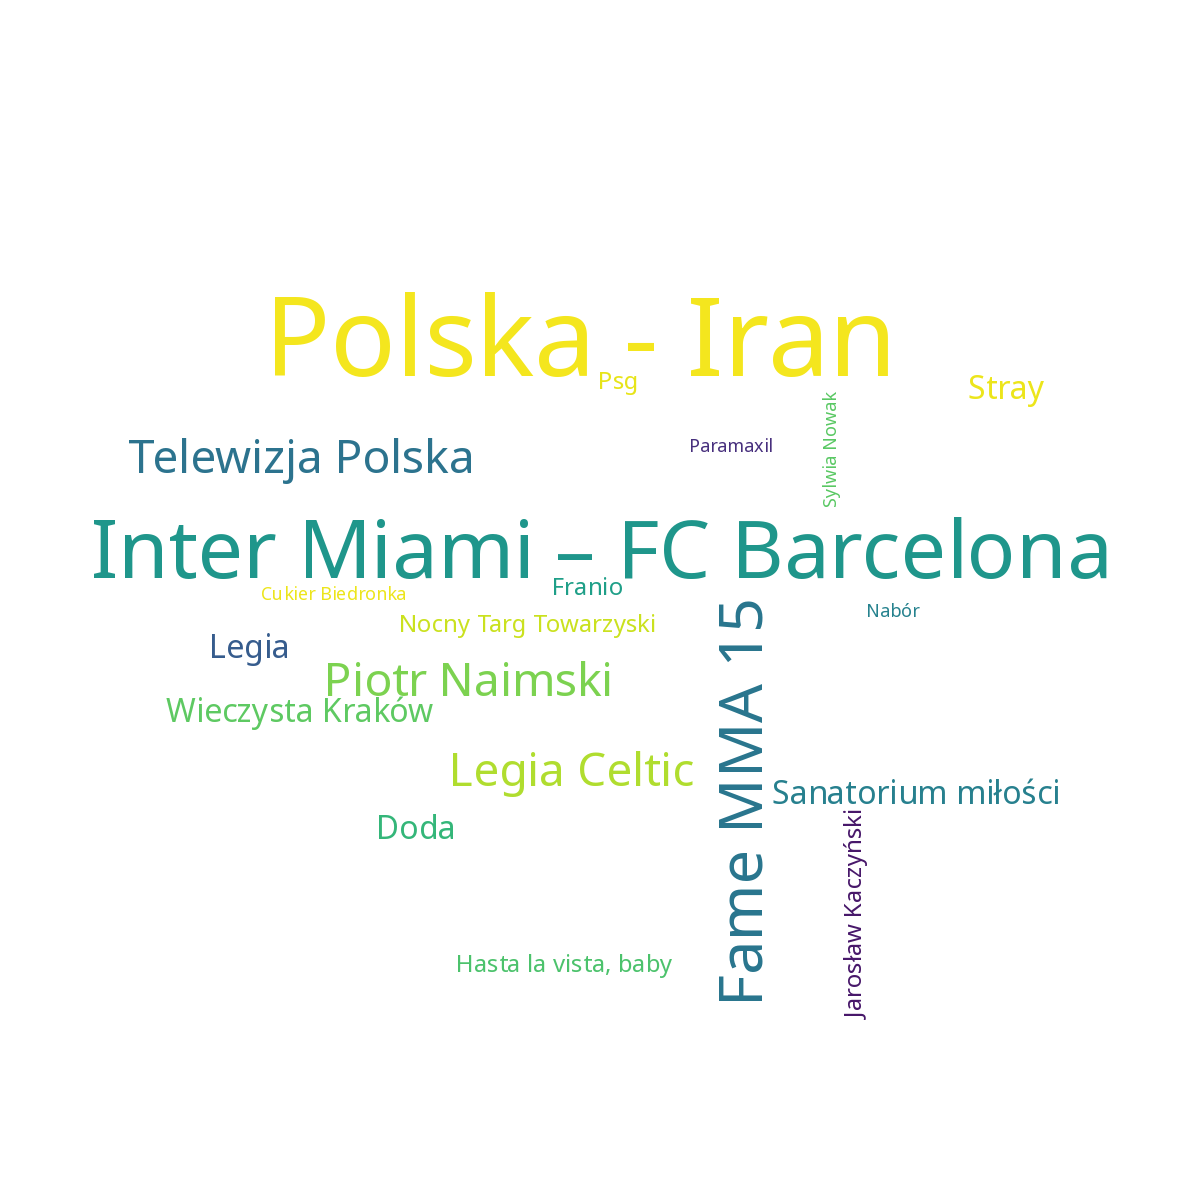 Polska - Iran
Psg
Stray
Sylwia Nowak
Paramaxil
Telewizja Polska
Inter Miami – FC Barcelona
Franio
Cukier Biedronka
Nabór
Nocny Targ Towarzyski
Legia
Piotr Naimski
Wieczysta Kraków
Fame MMA 15
Legia Celtic
Sanatorium miłości
Doda
Jarosław Kaczyński
Hasta la vista, baby